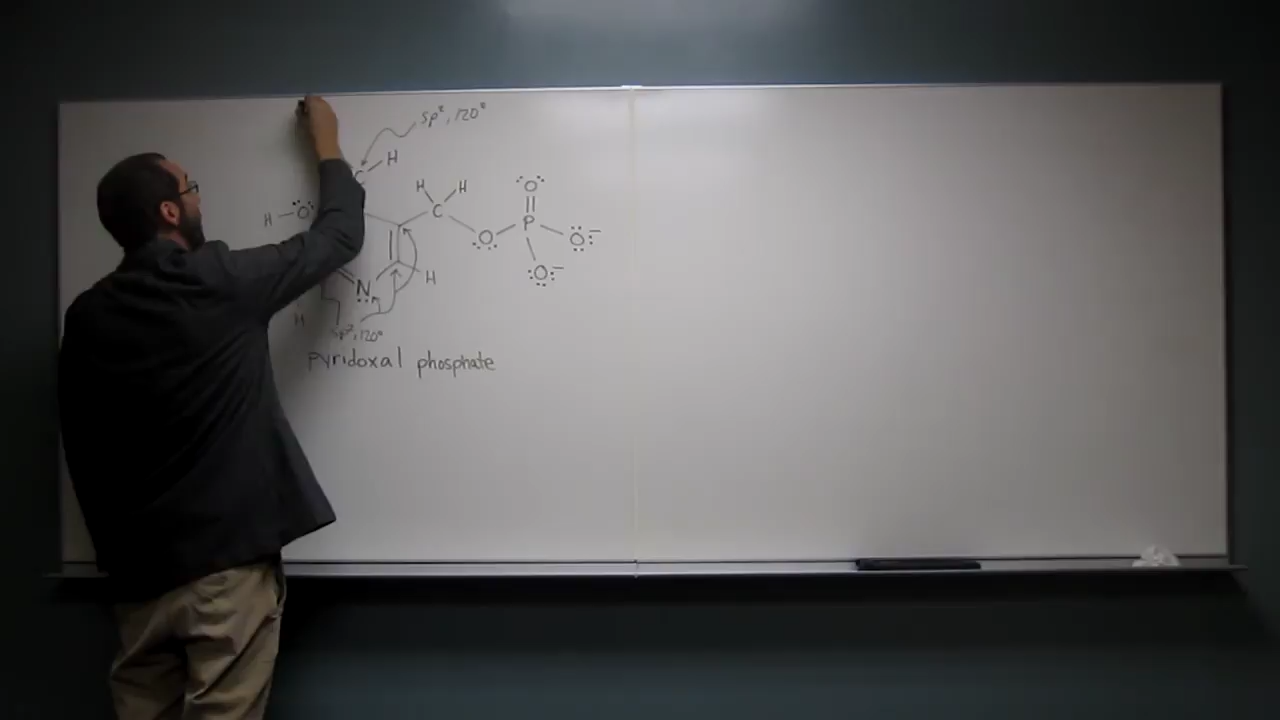 sp², 120°
C H
H H
H O C O
P
O O⁻
N H O⁻
H
sp², 120°
pyridoxal phosphate